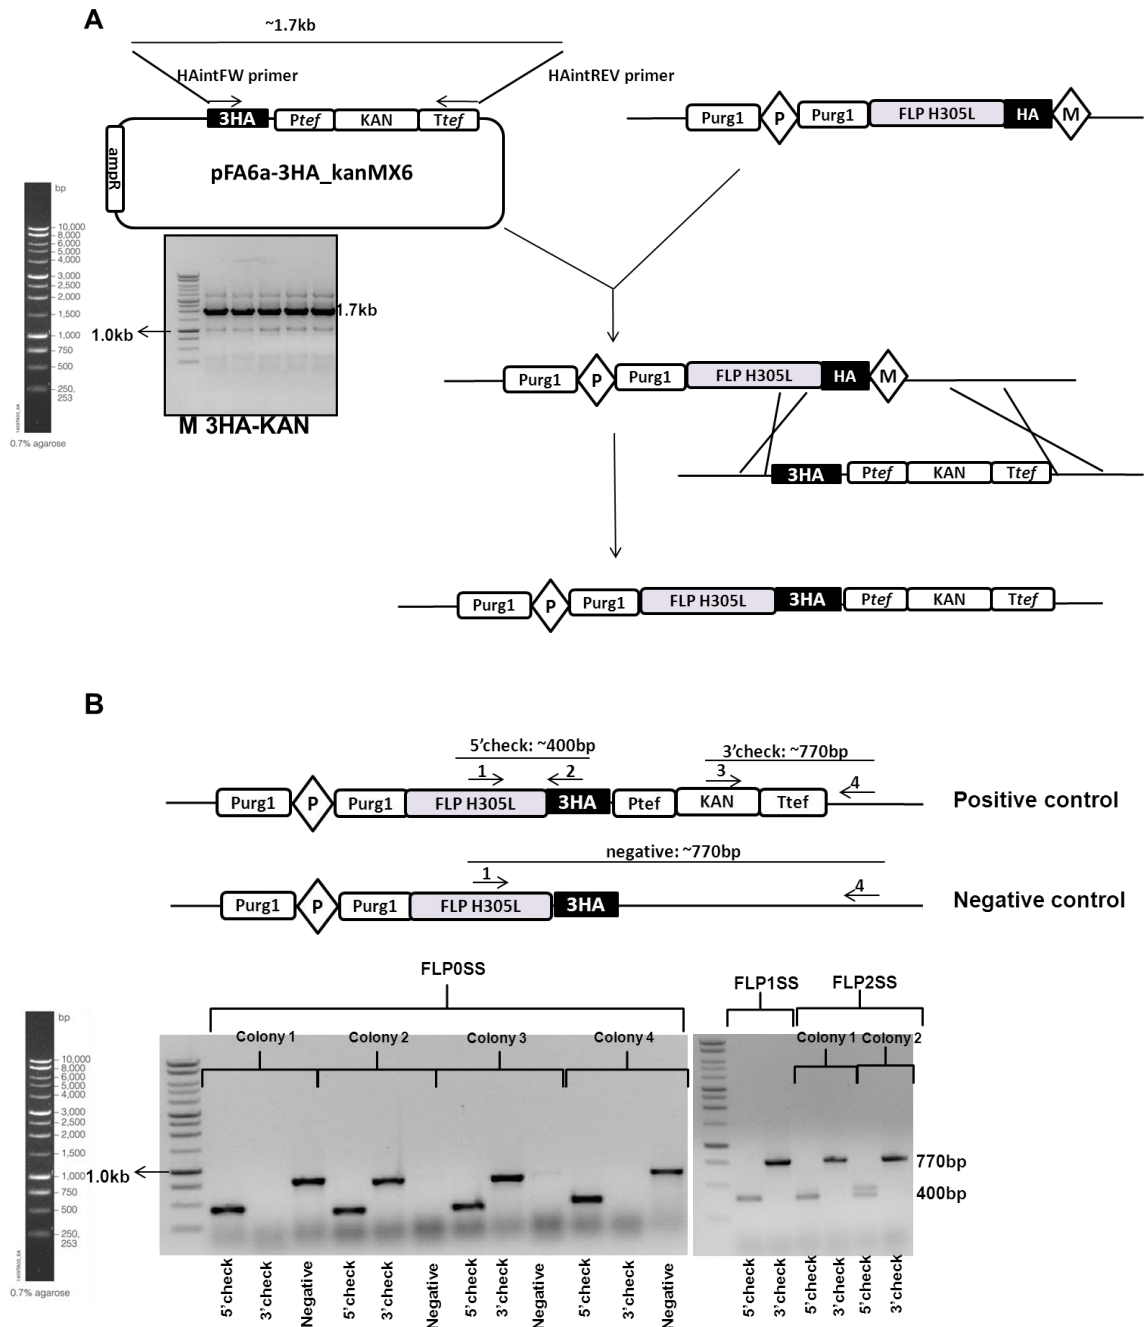 A
~1.7kb
HAintFW primer
HAintREV primer
3HA
Ptef
KAN
Ttef
ampR
pFA6a-3HA_kanMX6
Purg1
P
Purg1
FLP H305L
HA
M
bp
10,000
8,000
6,000
5,000
4,000
3,000
2,500
2,000
1,500
1,000
750
500
250,
253
0.7% agarose
1.0kb
1.7kb
M 3HA-KAN
Purg1
P
Purg1
FLP H305L
HA
M
3HA
Ptef
KAN
Ttef
Purg1
P
Purg1
FLP H305L
3HA
Ptef
KAN
Ttef
B
5'check: ~400bp
3'check: ~770bp
1
2
3
4
Purg1
P
Purg1
FLP H305L
3HA
Ptef
KAN
Ttef
Positive control
negative: ~770bp
1
4
Purg1
P
Purg1
FLP H305L
3HA
Negative control
FLP0SS
FLP1SS
FLP2SS
Colony 1
Colony 2
Colony 3
Colony 4
Colony 1
Colony 2
bp
10,000
8,000
6,000
5,000
4,000
3,000
2,500
2,000
1,500
1,000
750
500
250,
253
0.7% agarose
1.0kb
770bp
400bp
5'check
3'check
Negative
5'check
3'check
Negative
5'check
3'check
Negative
5'check
3'check
Negative
5'check
3'check
5'check
3'check
5'check
3'check